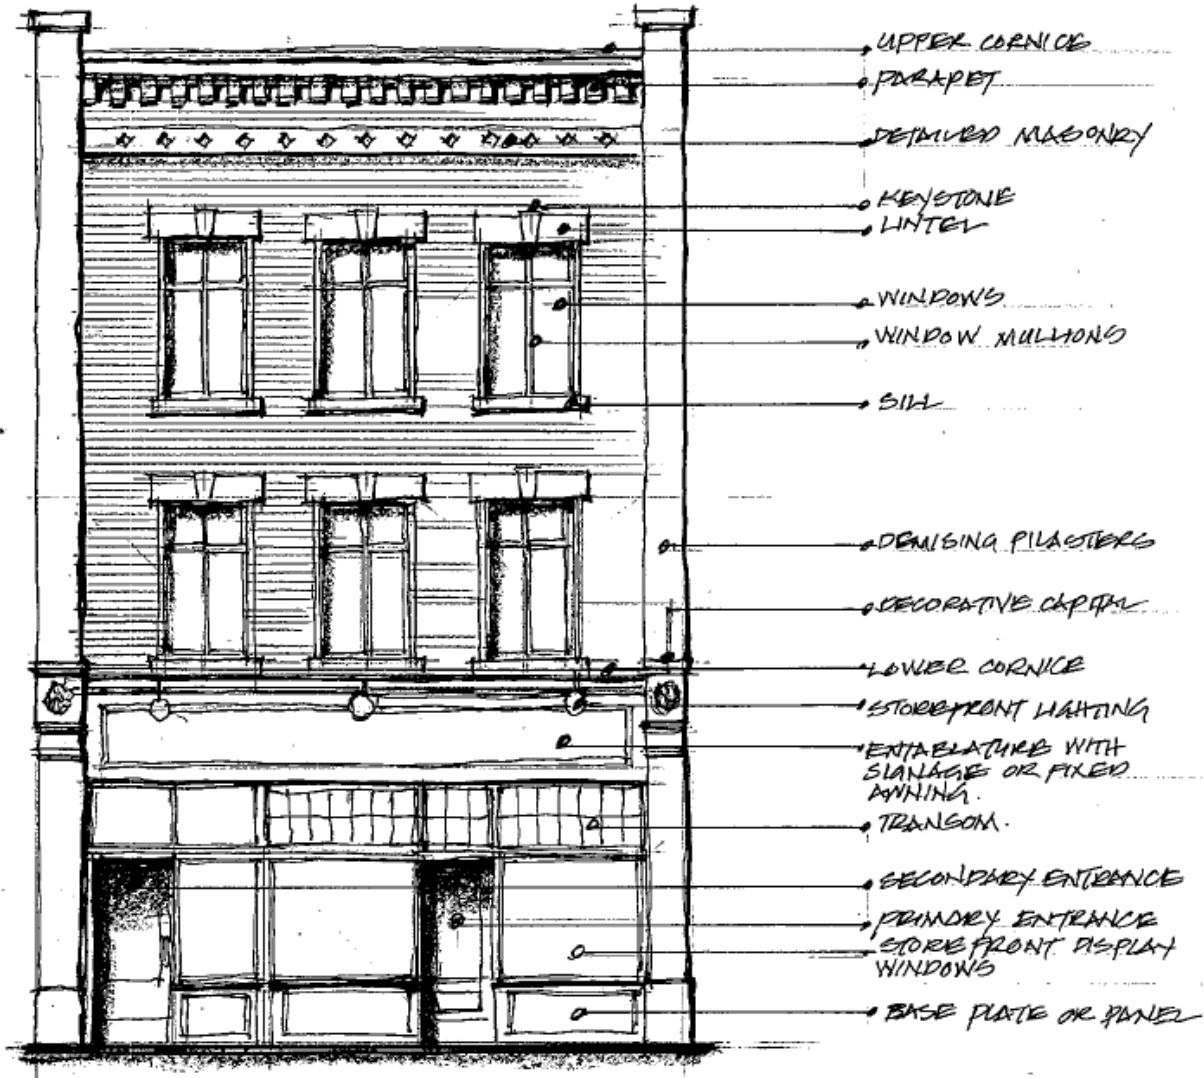 UPPER CORNICE
PARAPET
DETAILED MASONRY
KEYSTONE
LINTEL
WINDOWS
WINDOW MULLIONS
SILL
DEMISING PILASTERS
DECORATIVE CAPITAL
LOWER CORNICE
STOREFRONT LIGHTING
ENTABLATURE WITH
SIGNAGE OR FIXED
AWNING.
TRANSOM.
SECONDARY ENTRANCE
PRIMARY ENTRANCE
STOREFRONT DISPLAY
WINDOWS
BASE PLATE OR PANEL